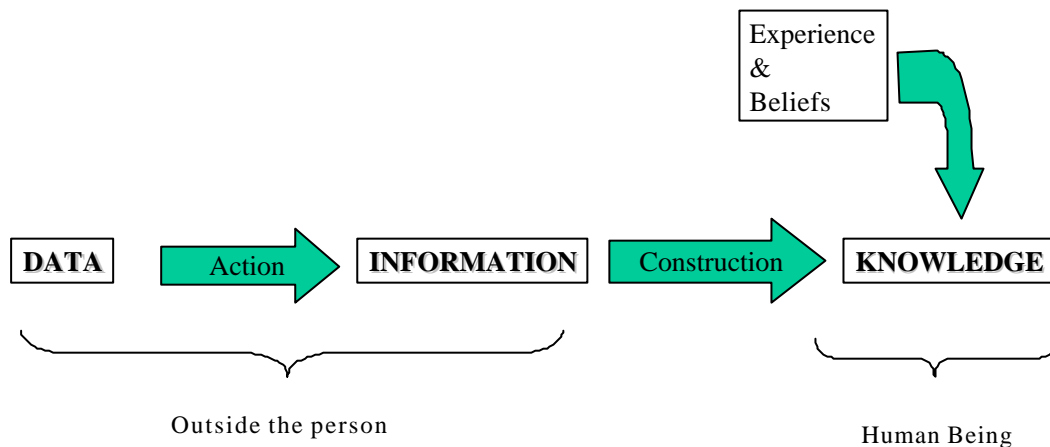 Experience
&
Beliefs
DATA
Action
INFORMATION
Construction
KNOWLEDGE
Outside the person
Human Being